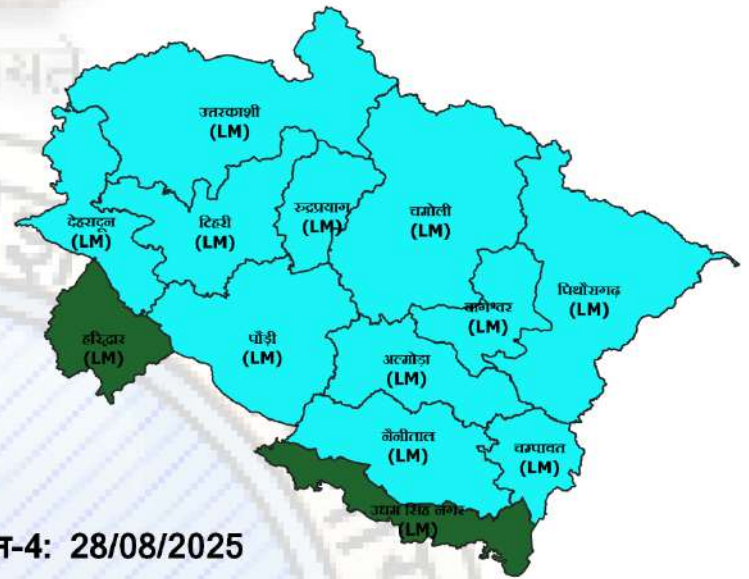 उत्तरकाशी
(LM)
देहरादून
(LM)
टिहरी
(LM)
रुद्रप्रयाग
(LM)
चमोली
(LM)
पिथौरागढ़
(LM)
बागेश्वर
(LM)
हरिद्वार
(LM)
पौड़ी
(LM)
अल्मोड़ा
(LM)
नैनीताल
(LM)
चम्पावत
(LM)
उधम सिंह नगर
(LM)
-4: 28/08/2025